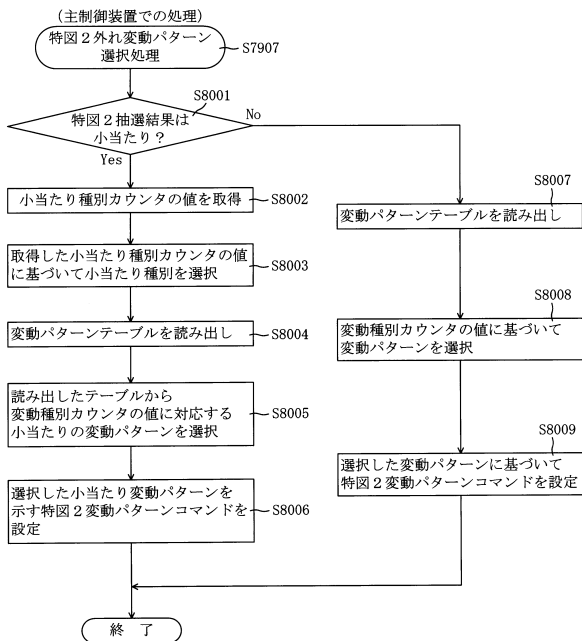 (主制御装置での処理)
特図2外れ変動パターン
選択処理
S7907
S8001
特図2抽選結果は
小当たり?
No
Yes
小当たり種別カウンタの値を取得
S8002
取得した小当たり種別カウンタの値
に基づいて小当たり種別を選択
S8003
変動パターンテーブルを読み出し
S8004
読み出したテーブルから
変動種別カウンタの値に対応する
小当たりの変動パターンを選択
S8005
選択した小当たり変動パターンを
示す特図2変動パターンコマンドを
設定
S8006
S8007
変動パターンテーブルを読み出し
S8008
変動種別カウンタの値に基づいて
変動パターンを選択
S8009
選択した変動パターンに基づいて
特図2変動パターンコマンドを設定
終 了